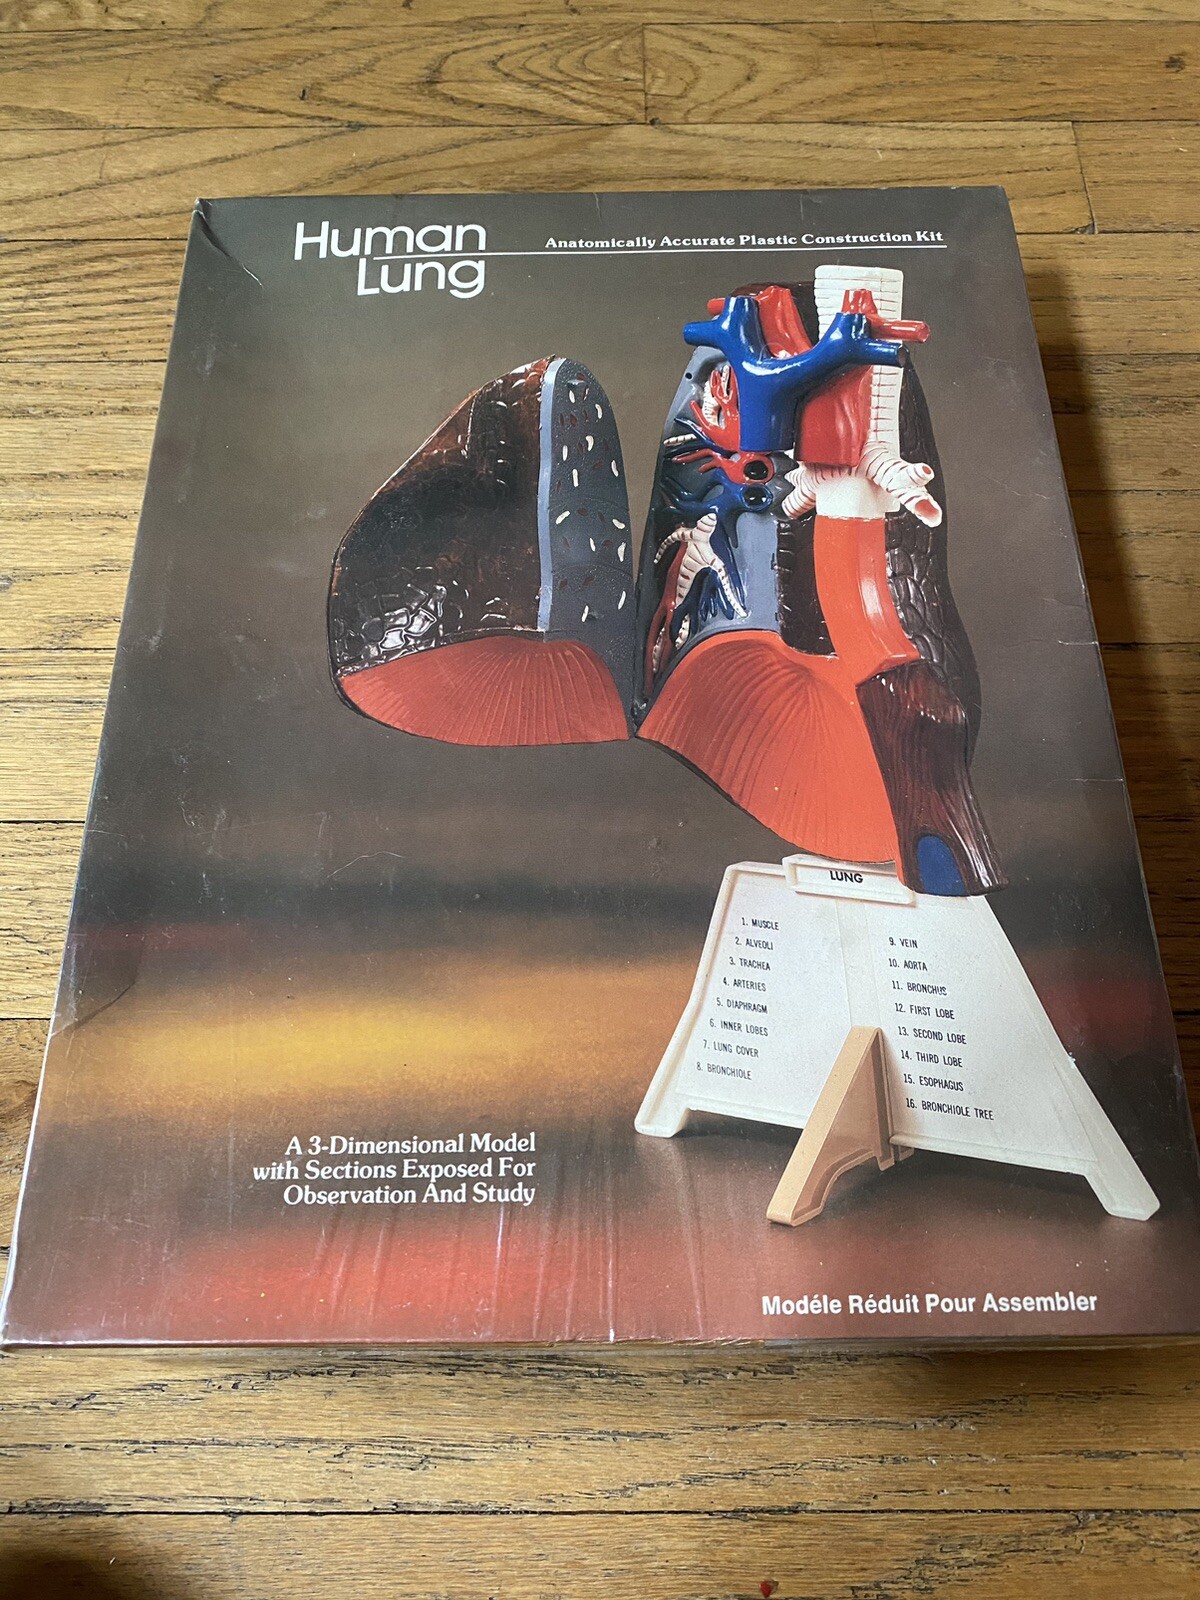 Human
Lung
Anatomically Accurate Plastic Construction Kit
LUNG
1. MUSCLE
2. ALVEOLI
3. TRACHEA
4. ARTERIES
5. DIAPHRAGM
6. INNER LOBES
7. LUNG COVER
8. BRONCHIOLE
9. VEIN
10. AORTA
11. BRONCHUS
12. FIRST LOBE
13. SECOND LOBE
14. THIRD LOBE
15. ESOPHAGUS
16. BRONCHIOLE TREE
A 3-Dimensional Model
with Sections Exposed For
Observation And Study
Modéle Réduit Pour Assembler